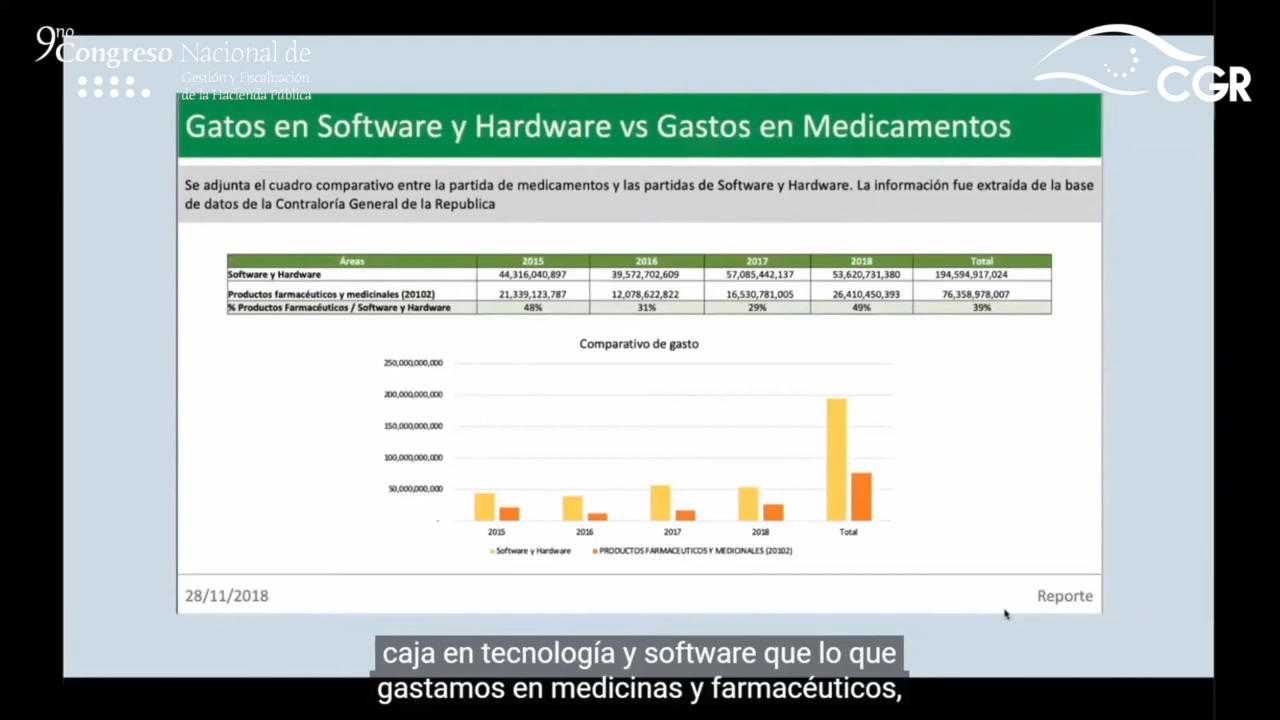 9no
Congreso Nacional de
Gestión y Fiscalización
de la Hacienda Pública
CGR
Gatos en Software y Hardware vs Gastos en Medicamentos
Se adjunta el cuadro comparativo entre la partida de medicamentos y las partidas de Software y Hardware. La información fue extraída de la base
de datos de la Contraloría General de la Republica
Áreas 2015 2016 2017 2018 Total
Software y Hardware 44,316,040,897 39,572,702,609 57,085,442,137 53,620,731,380 194,594,917,024
Productos farmacéuticos y medicinales (20102) 21,339,123,787 12,078,622,822 16,530,781,005 26,410,450,393 76,358,978,007
% Productos Farmacéuticos / Software y Hardware 48% 31% 29% 49% 39%
Comparativo de gasto
250,000,000,000
200,000,000,000
150,000,000,000
100,000,000,000
50,000,000,000
-
2015 2016 2017 2018 Total
Software y Hardware PRODUCTOS FARMACEUTICOS Y MEDICINALES (20102)
28/11/2018 Reporte
caja en tecnología y software que lo que
gastamos en medicinas y farmacéuticos,